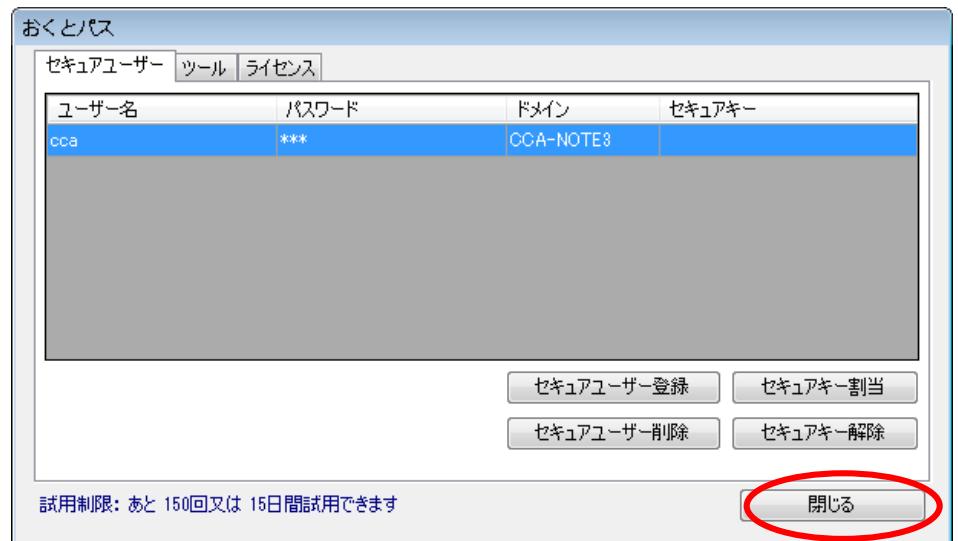 おくとパス
セキュアユーザー ツール ライセンス
ユーザー名 パスワード ドメイン セキュアキー
cca *** CCA-NOTE3
セキュアユーザー登録 セキュアキー割当
セキュアユーザー削除 セキュアキー解除
試用制限: あと 150回又は 15日間試用できます 閉じる